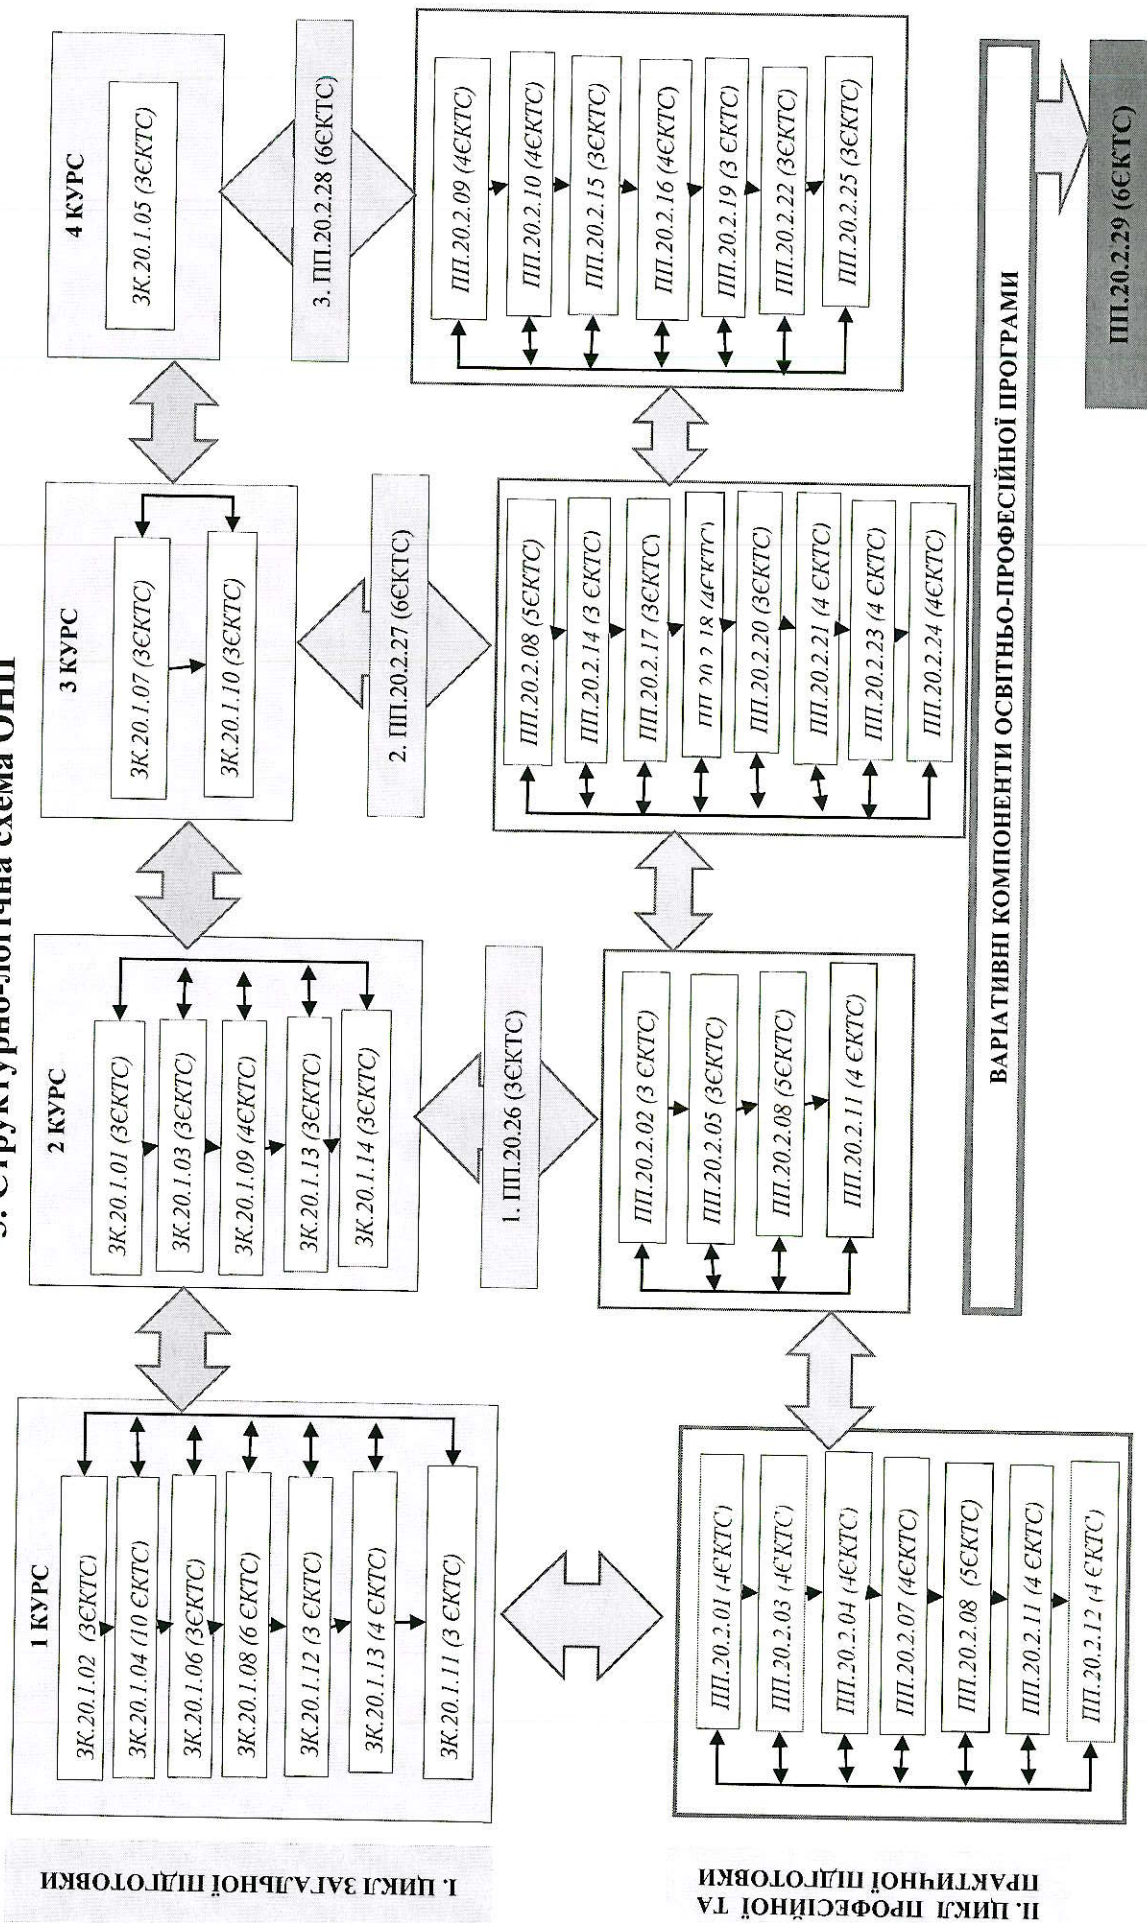 3. Структурно-логічна схема ОНП
І. ЦИКЛ ЗАГАЛЬНОЇ ПІДГОТОВКИ
1 КУРС
ЗК.20.1.02 (3ЄКТС)
ЗК.20.1.04 (10 ЄКТС)
ЗК.20.1.06 (3ЄКТС)
ЗК.20.1.08 (6 ЄКТС)
ЗК.20.1.12 (3 ЄКТС)
ЗК.20.1.13 (4 ЄКТС)
ЗК.20.1.11 (3 ЄКТС)
2 КУРС
ЗК.20.1.01 (3ЄКТС)
ЗК.20.1.03 (3ЄКТС)
ЗК.20.1.09 (4ЄКТС)
ЗК.20.1.13 (3ЄКТС)
ЗК.20.1.14 (3ЄКТС)
3 КУРС
ЗК.20.1.07 (3ЄКТС)
ЗК.20.1.10 (3ЄКТС)
4 КУРС
ЗК.20.1.05 (3ЄКТС)
1. ПП.20.26 (3ЄКТС)
2. ПП.20.2.27 (6ЄКТС)
3. ПП.20.2.28 (6ЄКТС)
ІІ. ЦИКЛ ПРОФЕСІЙНОЇ ТА
ПРАКТИЧНОЇ ПІДГОТОВКИ
ПП.20.2.01 (4ЄКТС)
ПП.20.2.03 (4ЄКТС)
ПП.20.2.04 (4ЄКТС)
ПП.20.2.07 (4ЄКТС)
ПП.20.2.08 (5ЄКТС)
ПП.20.2.11 (4 ЄКТС)
ПП.20.2.12 (4 ЄКТС)
ПП.20.2.02 (3 ЄКТС)
ПП.20.2.05 (3ЄКТС)
ПП.20.2.08 (5ЄКТС)
ПП.20.2.11 (4 ЄКТС)
ПП.20.2.08 (5ЄКТС)
ПП.20.2.14 (3 ЄКТС)
ПП.20.2.17 (3ЄКТС)
ПП.20.2.18 (4ЄКТС)
ПП.20.2.20 (3ЄКТС)
ПП.20.2.21 (4 ЄКТС)
ПП.20.2.23 (4 ЄКТС)
ПП.20.2.24 (4ЄКТС)
ПП.20.2.09 (4ЄКТС)
ПП.20.2.10 (4ЄКТС)
ПП.20.2.15 (3ЄКТС)
ПП.20.2.16 (4ЄКТС)
ПП.20.2.19 (3 ЄКТС)
ПП.20.2.22 (3ЄКТС)
ПП.20.2.25 (3ЄКТС)
ВАРІАТИВНІ КОМПОНЕНТИ ОСВІТНЬО-ПРОФЕСІЙНОЇ ПРОГРАМИ
ПП.20.2.29 (6ЄКТС)